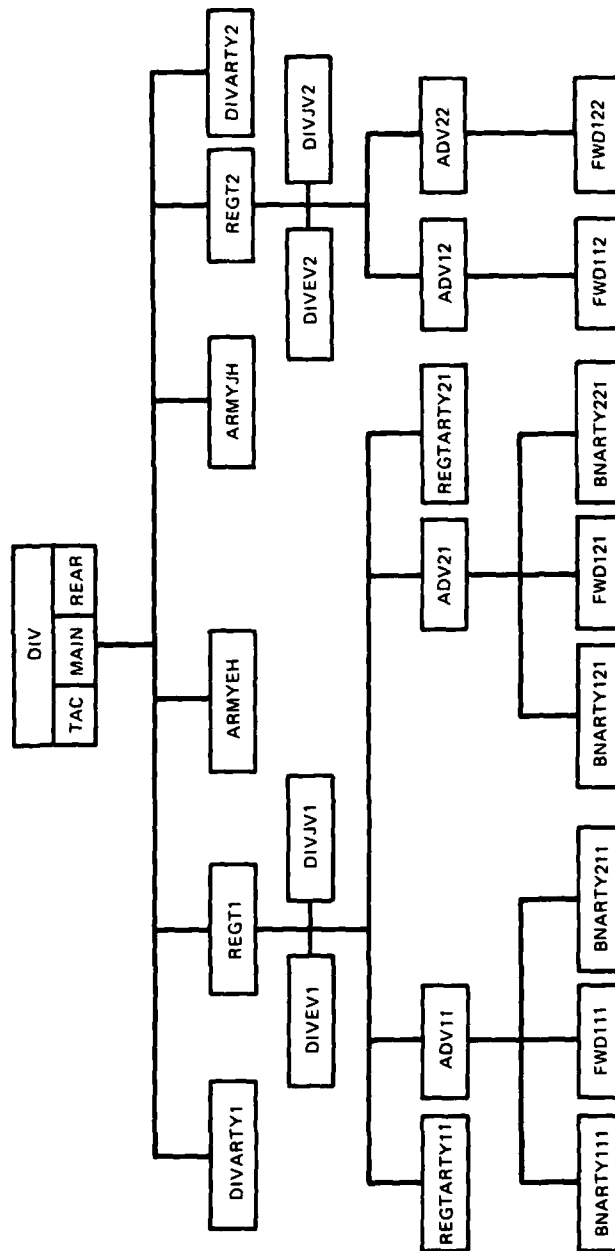 DIV
TAC MAIN REAR
DIVARTY1 REGT1 ARMYEH ARMYJH REGT2 DIVARTY2
DIVEV1 DIVJV1 DIVEV2 DIVJV2
REGTARTY11 ADV11 ADV21 REGTARTY21 ADV12 ADV22
BNARTY111 FWD111 BNARTY211 BNARTY121 FWD121 BNARTY221 FWD112 FWD122